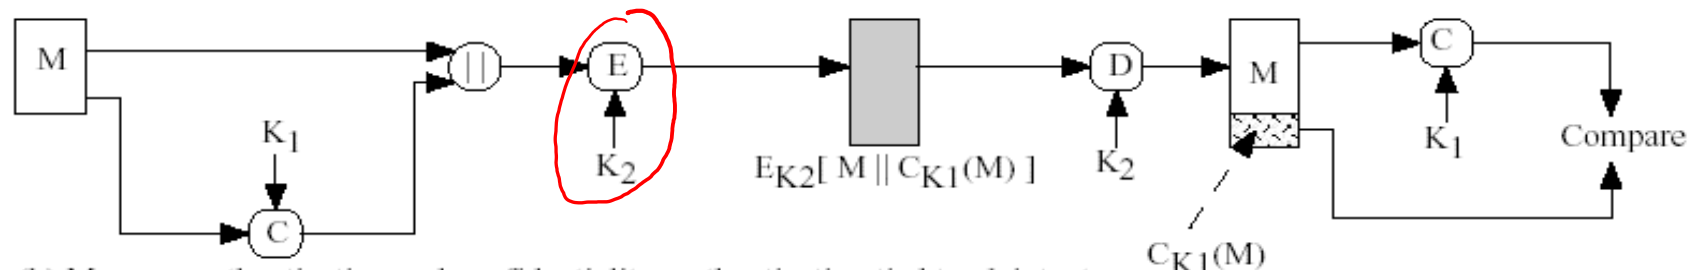 M
||
E
D
M
C
K1
K2
EK2[ M || CK1(M) ]
K2
K1
Compare
C
CK1(M)